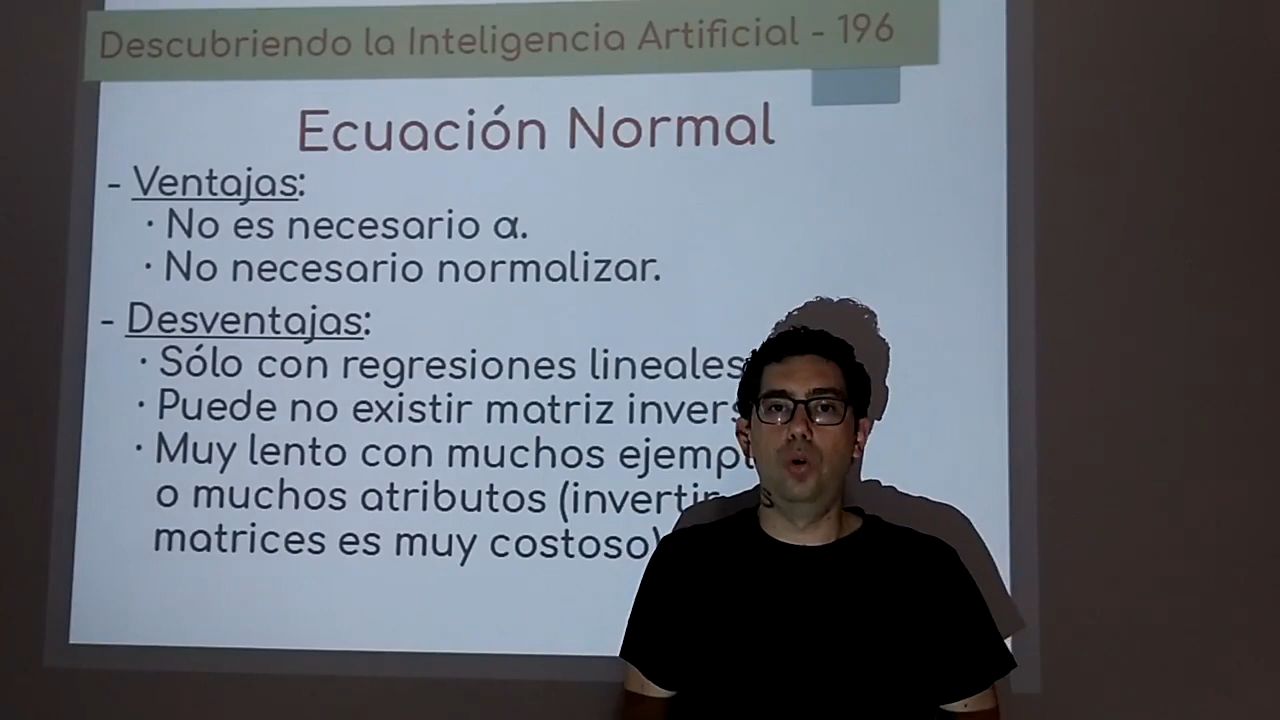 Descubriendo la Inteligencia Artificial - 196
Ecuación Normal
- Ventajas:
· No es necesario α.
· No necesario normalizar.
- Desventajas:
· Sólo con regresiones lineales
· Puede no existir matriz
· Muy lento con muchos
o muchos atributos (invertir
matrices es muy costoso)